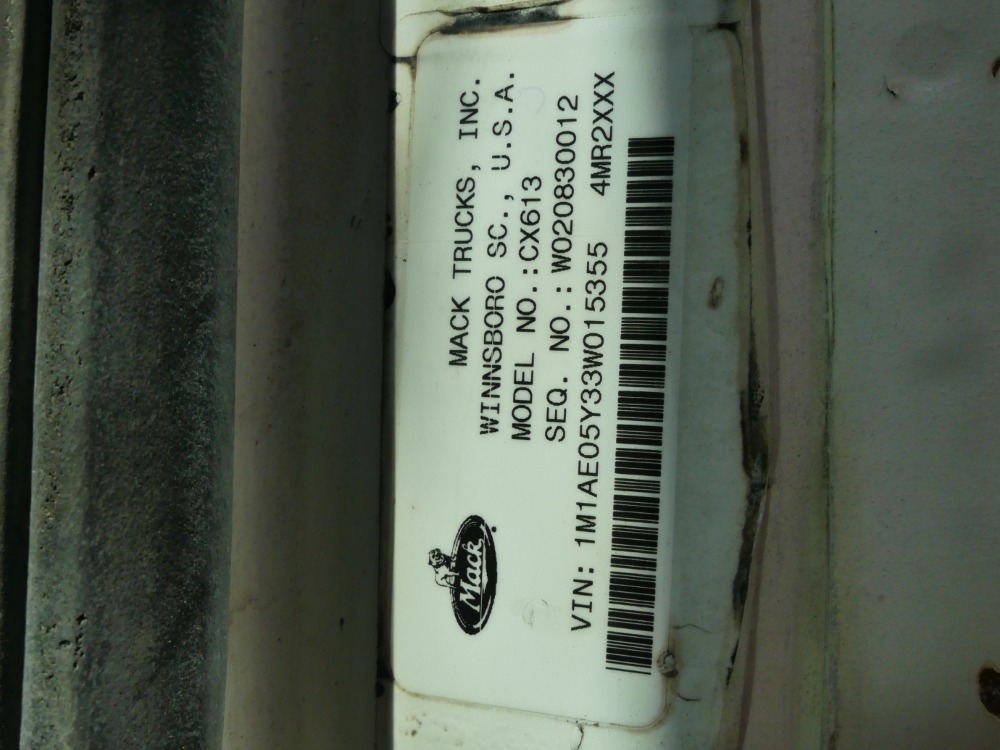 Mack
MACK TRUCKS, INC.
WINNSBORO SC., U.S.A.
MODEL NO.:CX613
SEQ. NO.:W020830012
VIN: 1M1AE05Y33W015355 4MR2XXX